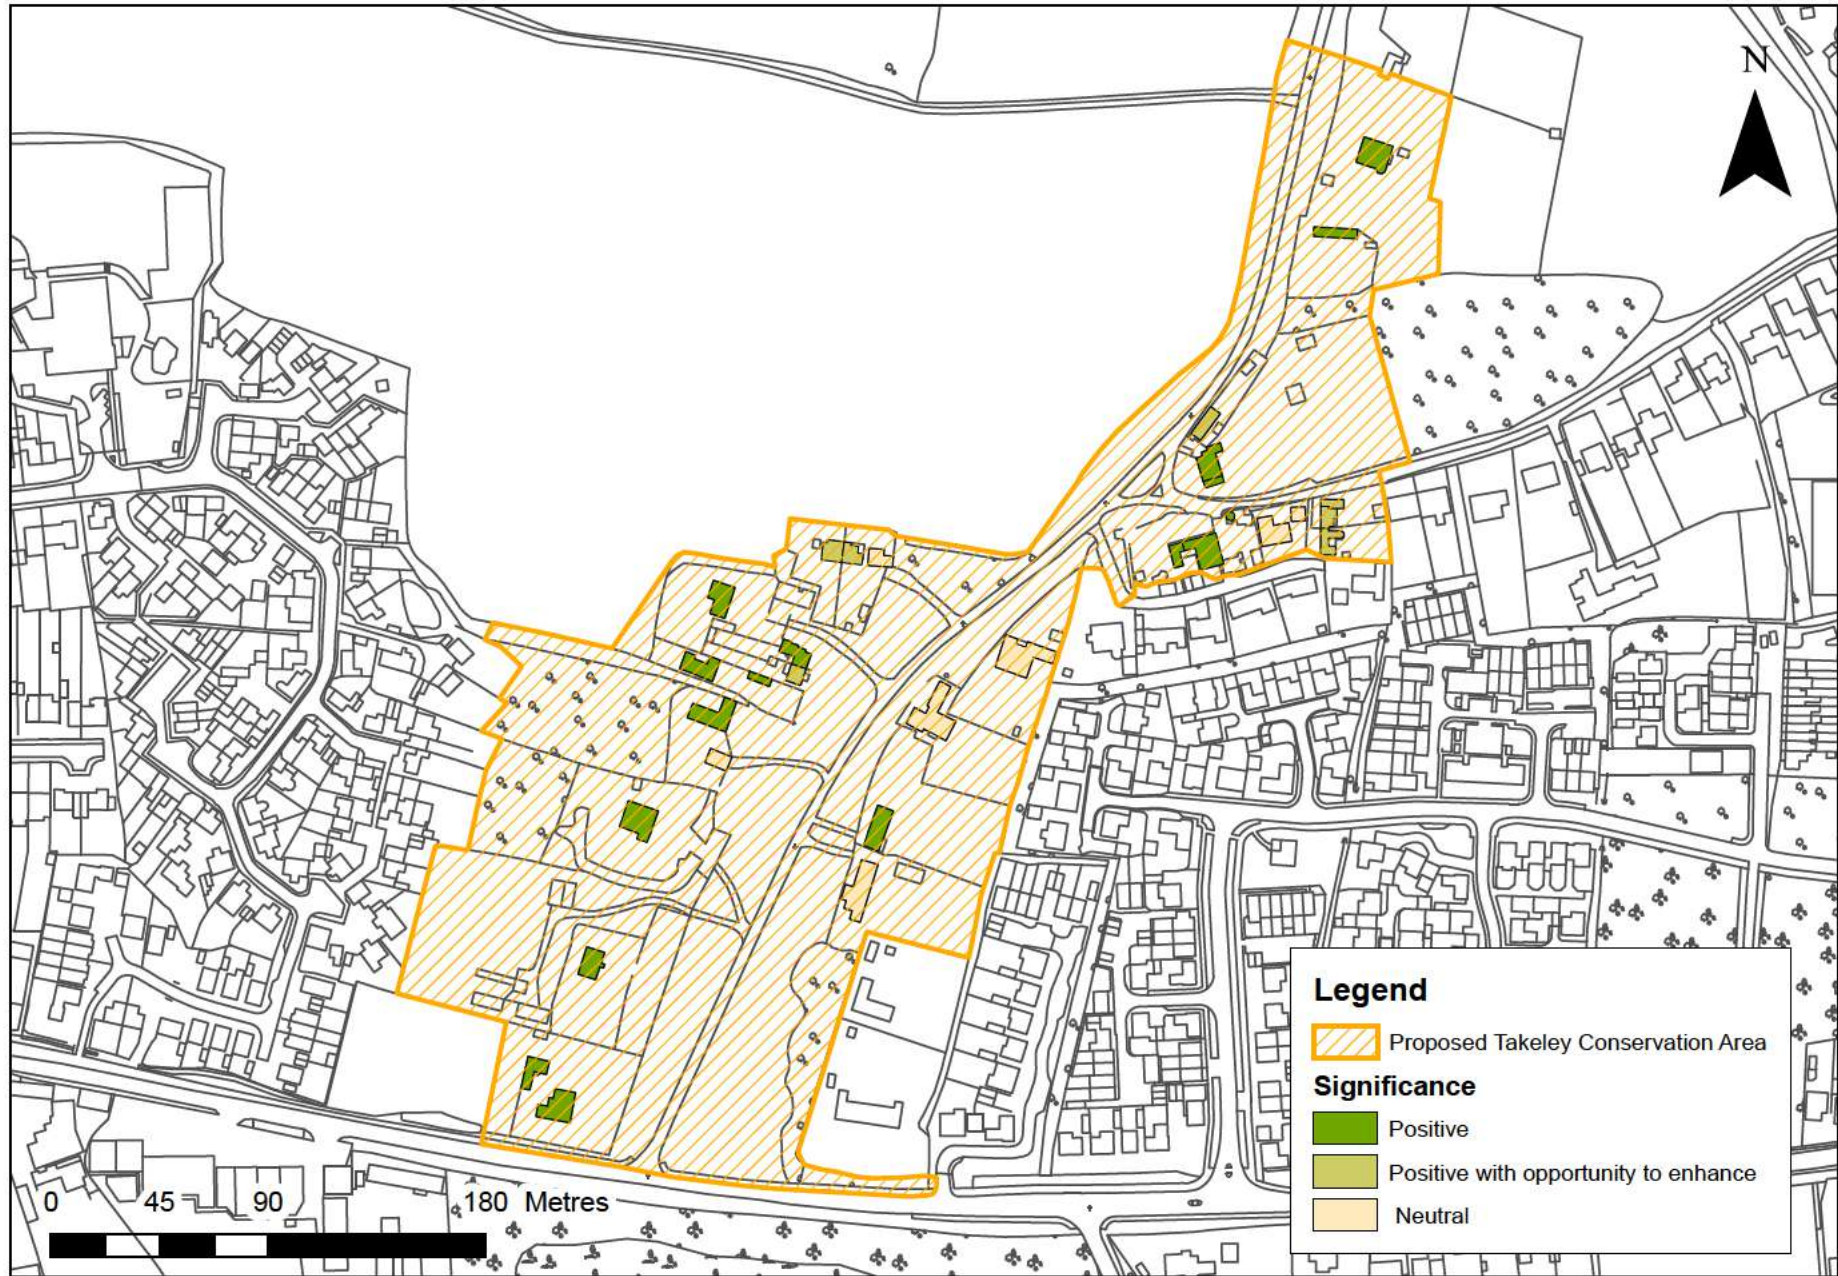 N
Legend
Proposed Takeley Conservation Area
Significance
Positive
Positive with opportunity to enhance
Neutral
0 45 90 180 Metres